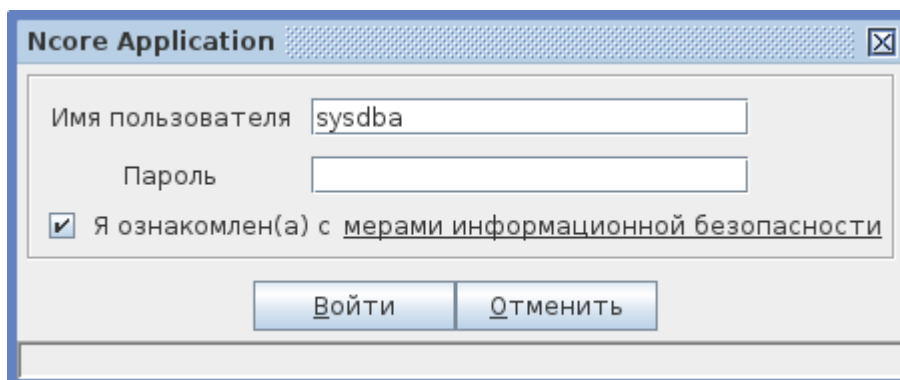 Ncore Application
Имя пользователя sysdba
Пароль
Я ознакомлен(а) с мерами информационной безопасности
Войти Отменить